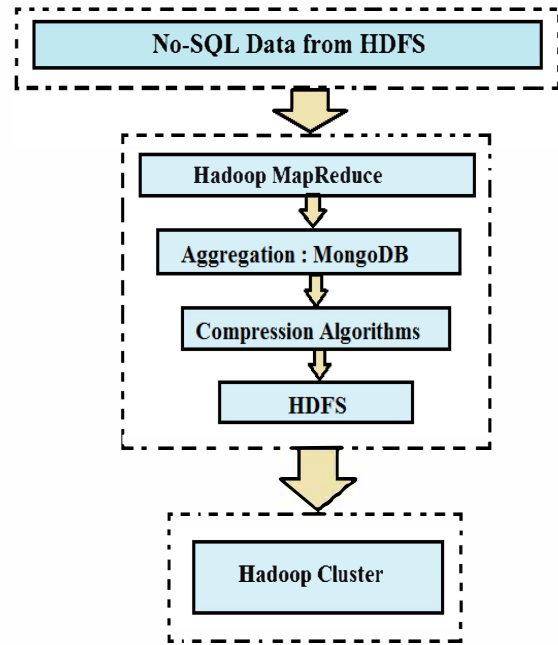 No-SQL Data from HDFS
Hadoop MapReduce
Aggregation : MongoDB
Compression Algorithms
HDFS
Hadoop Cluster